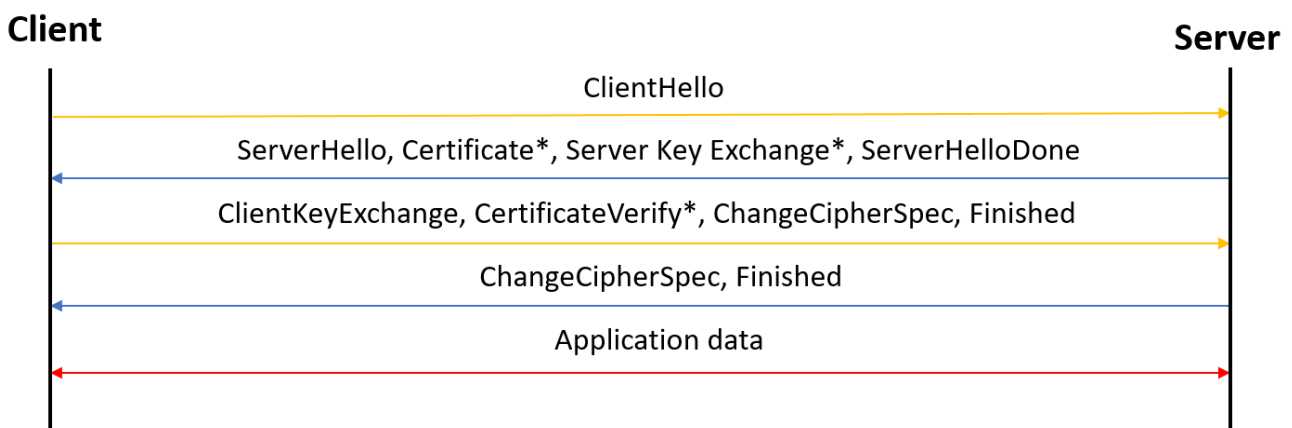 Client
Server
ClientHello
ServerHello, Certificate*, Server Key Exchange*, ServerHelloDone
ClientKeyExchange, CertificateVerify*, ChangeCipherSpec, Finished
ChangeCipherSpec, Finished
Application data